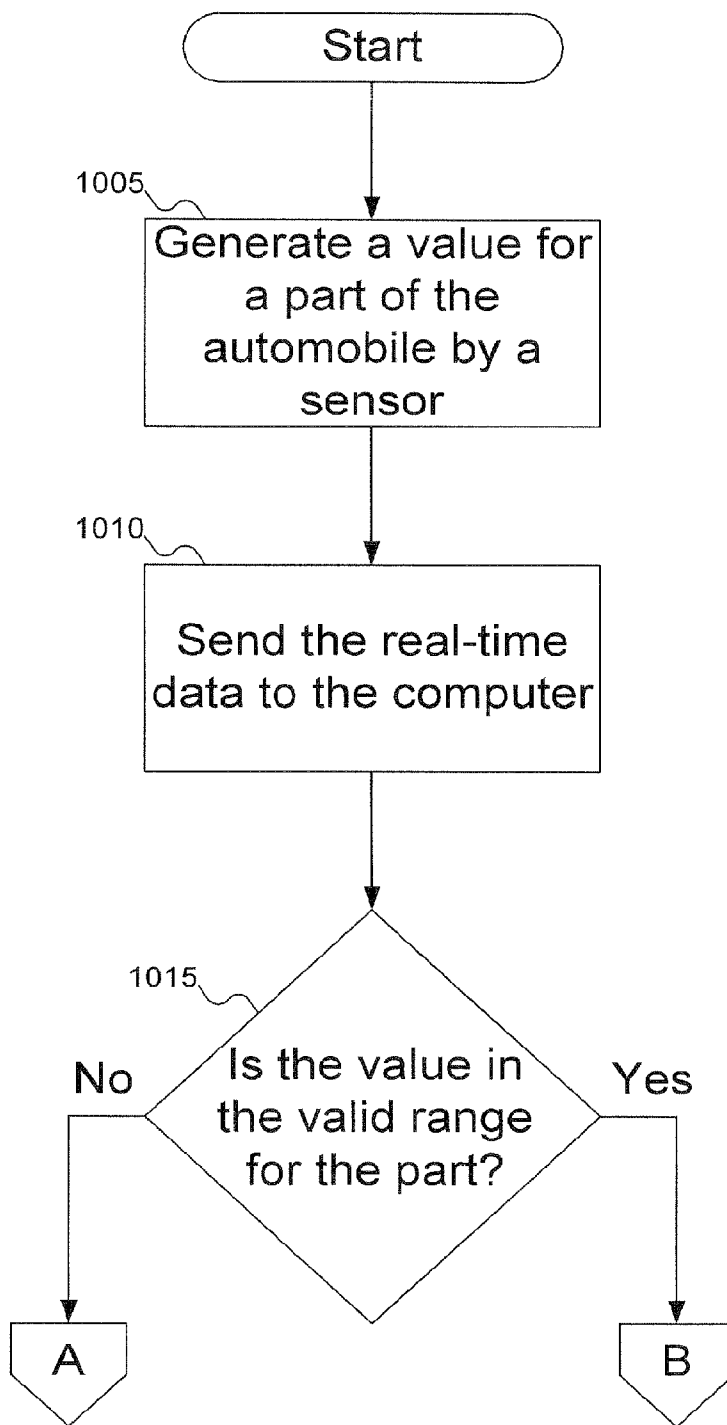 Start
1005
Generate a value for
a part of the
automobile by a
sensor
1010
Send the real-time
data to the computer
1015
Is the value in
the valid range
for the part?
No
Yes
A
B